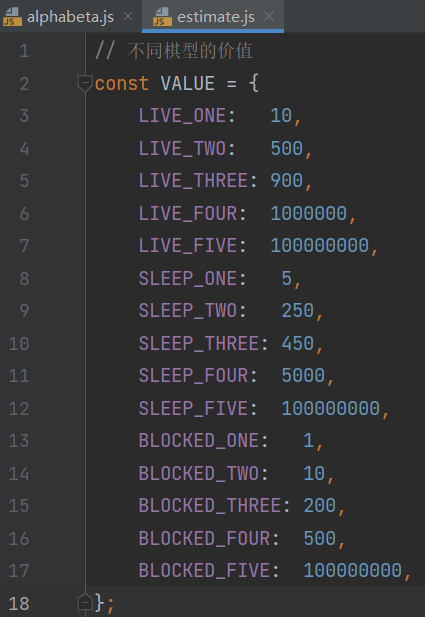 alphabeta.js estimate.js
1 // 不同棋型的价值
2 const VALUE = {
3 LIVE_ONE: 10,
4 LIVE_TWO: 500,
5 LIVE_THREE: 900,
6 LIVE_FOUR: 1000000,
7 LIVE_FIVE: 100000000,
8 SLEEP_ONE: 5,
9 SLEEP_TWO: 250,
10 SLEEP_THREE: 450,
11 SLEEP_FOUR: 5000,
12 SLEEP_FIVE: 100000000,
13 BLOCKED_ONE: 1,
14 BLOCKED_TWO: 10,
15 BLOCKED_THREE: 200,
16 BLOCKED_FOUR: 500,
17 BLOCKED_FIVE: 100000000,
18 };